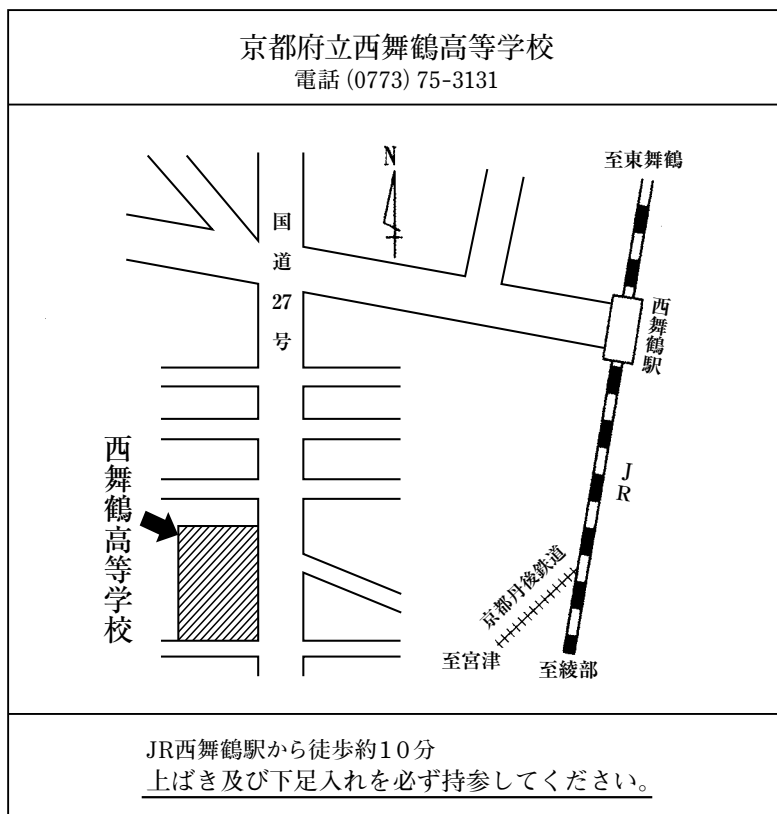 京都府立西舞鶴高等学校
電話 (0773) 75-3131
N
至東舞鶴
国道27号
西舞鶴駅
西舞鶴高等学校
JR
京都丹後鉄道
至宮津
至綾部
JR西舞鶴駅から徒歩約10分
上ばき及び下足入れを必ず持参してください。